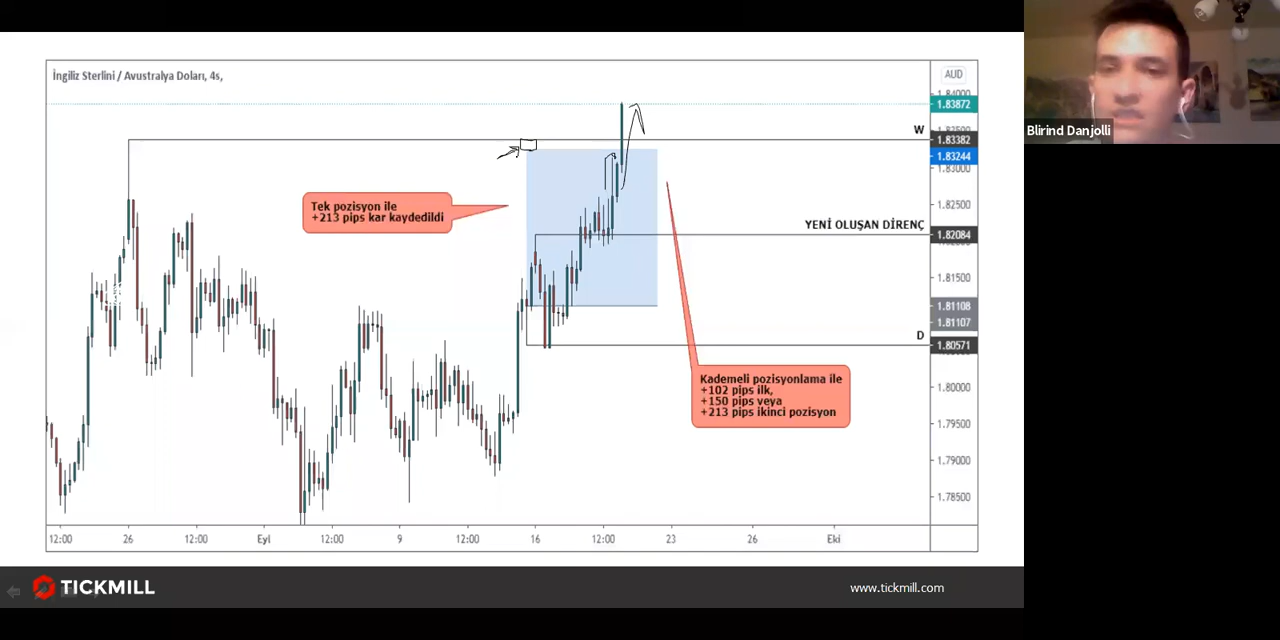 İngiliz Sterlini / Avustralya Doları, 4s,
AUD
1.84000
1.83872
W
1.83382
1.83244
1.82500
YENİ OLUŞAN DİRENÇ
1.82084
1.81500
1.81108
1.81107
D
1.80571
1.80000
1.79500
1.79000
1.78500
Tek pozisyon ile
+213 pips kar kaydedildi
Kademeli pozisyonlama ile
+102 pips ilk,
+150 pips veya
+213 pips ikinci pozisyon
12:00
26
12:00
Eyl
12:00
9
12:00
16
12:00
23
26
Eki
TICKMILL
www.tickmill.com
Blirind Danjolli